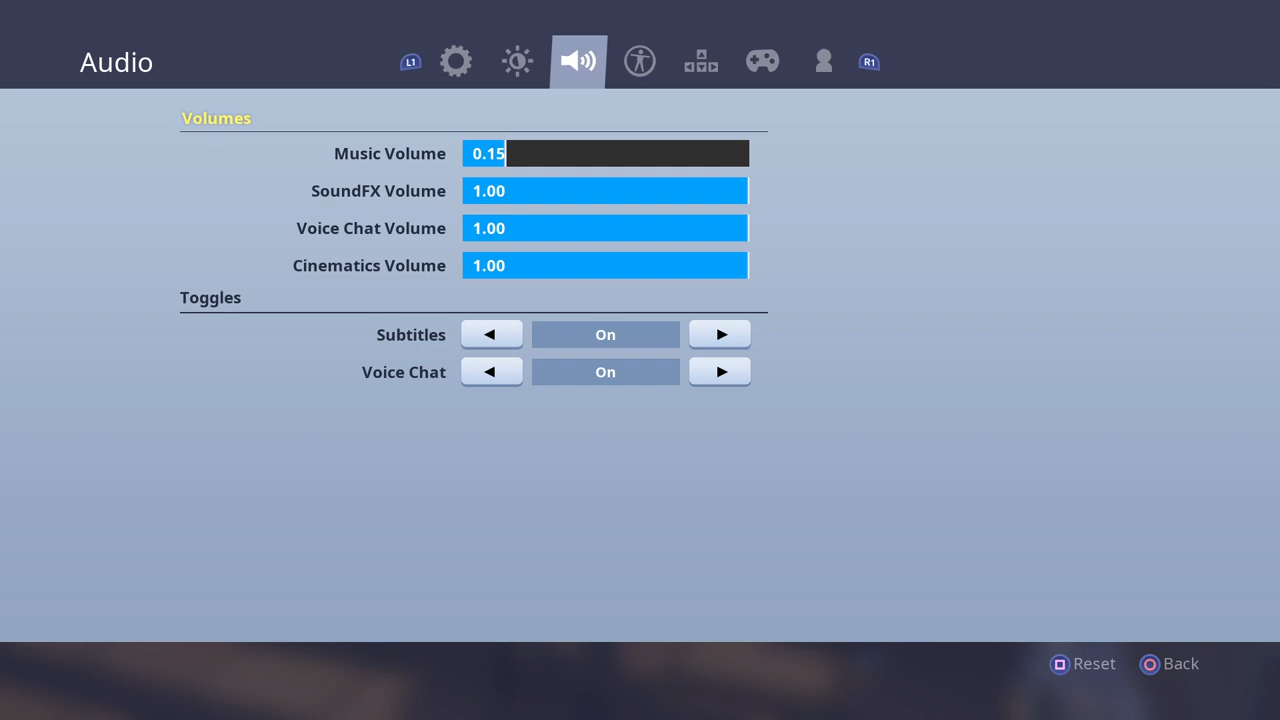 Audio
L1
R1
Volumes
Music Volume 0.15
SoundFX Volume 1.00
Voice Chat Volume 1.00
Cinematics Volume 1.00
Toggles
Subtitles On
Voice Chat On
Reset Back